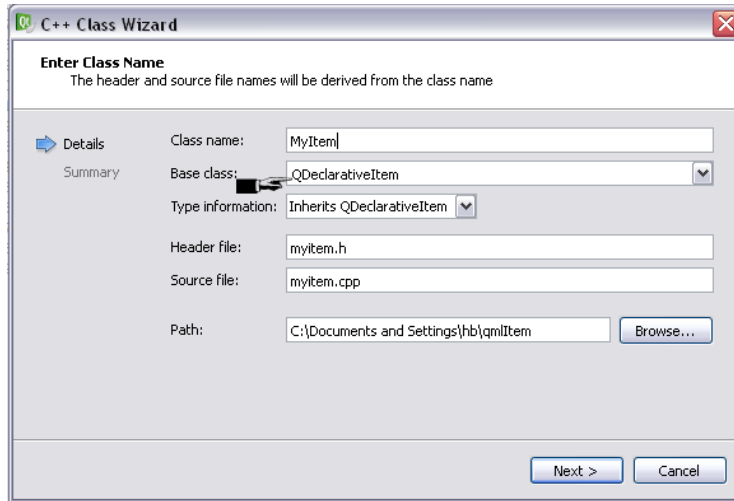 C++ Class Wizard
Enter Class Name
The header and source file names will be derived from the class name
Details
Summary
Class name: MyItem
Base class: QDeclarativeItem
Type information: Inherits QDeclarativeItem
Header file: myitem.h
Source file: myitem.cpp
Path: C:\Documents and Settings\hb\qmlItem Browse...
Next > Cancel